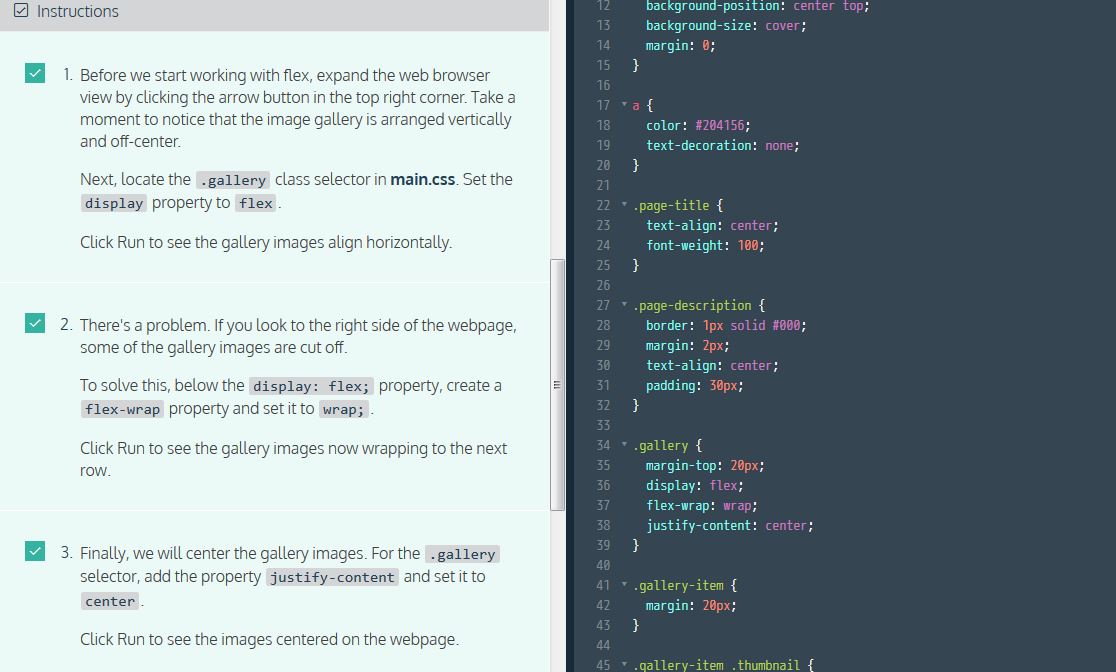 Instructions
1. Before we start working with flex, expand the web browser
view by clicking the arrow button in the top right corner. Take a
moment to notice that the image gallery is arranged vertically
and off-center.
Next, locate the .gallery class selector in main.css. Set the
display property to flex.
Click Run to see the gallery images align horizontally.
2. There's a problem. If you look to the right side of the webpage,
some of the gallery images are cut off.
To solve this, below the display: flex; property, create a
flex-wrap property and set it to wrap;.
Click Run to see the gallery images now wrapping to the next
row.
3. Finally, we will center the gallery images. For the .gallery
selector, add the property justify-content and set it to
center.
Click Run to see the images centered on the webpage.
12 background-position: center top;
13 background-size: cover;
14 margin: 0;
15 }
16
17 a {
18 color: #204156;
19 text-decoration: none;
20 }
21
22 .page-title {
23 text-align: center;
24 font-weight: 100;
25 }
26
27 .page-description {
28 border: 1px solid #000;
29 margin: 2px;
30 text-align: center;
31 padding: 30px;
32 }
33
34 .gallery {
35 margin-top: 20px;
36 display: flex;
37 flex-wrap: wrap;
38 justify-content: center;
39 }
40
41 .gallery-item {
42 margin: 20px;
43 }
44
45 .gallery-item .thumbnail {